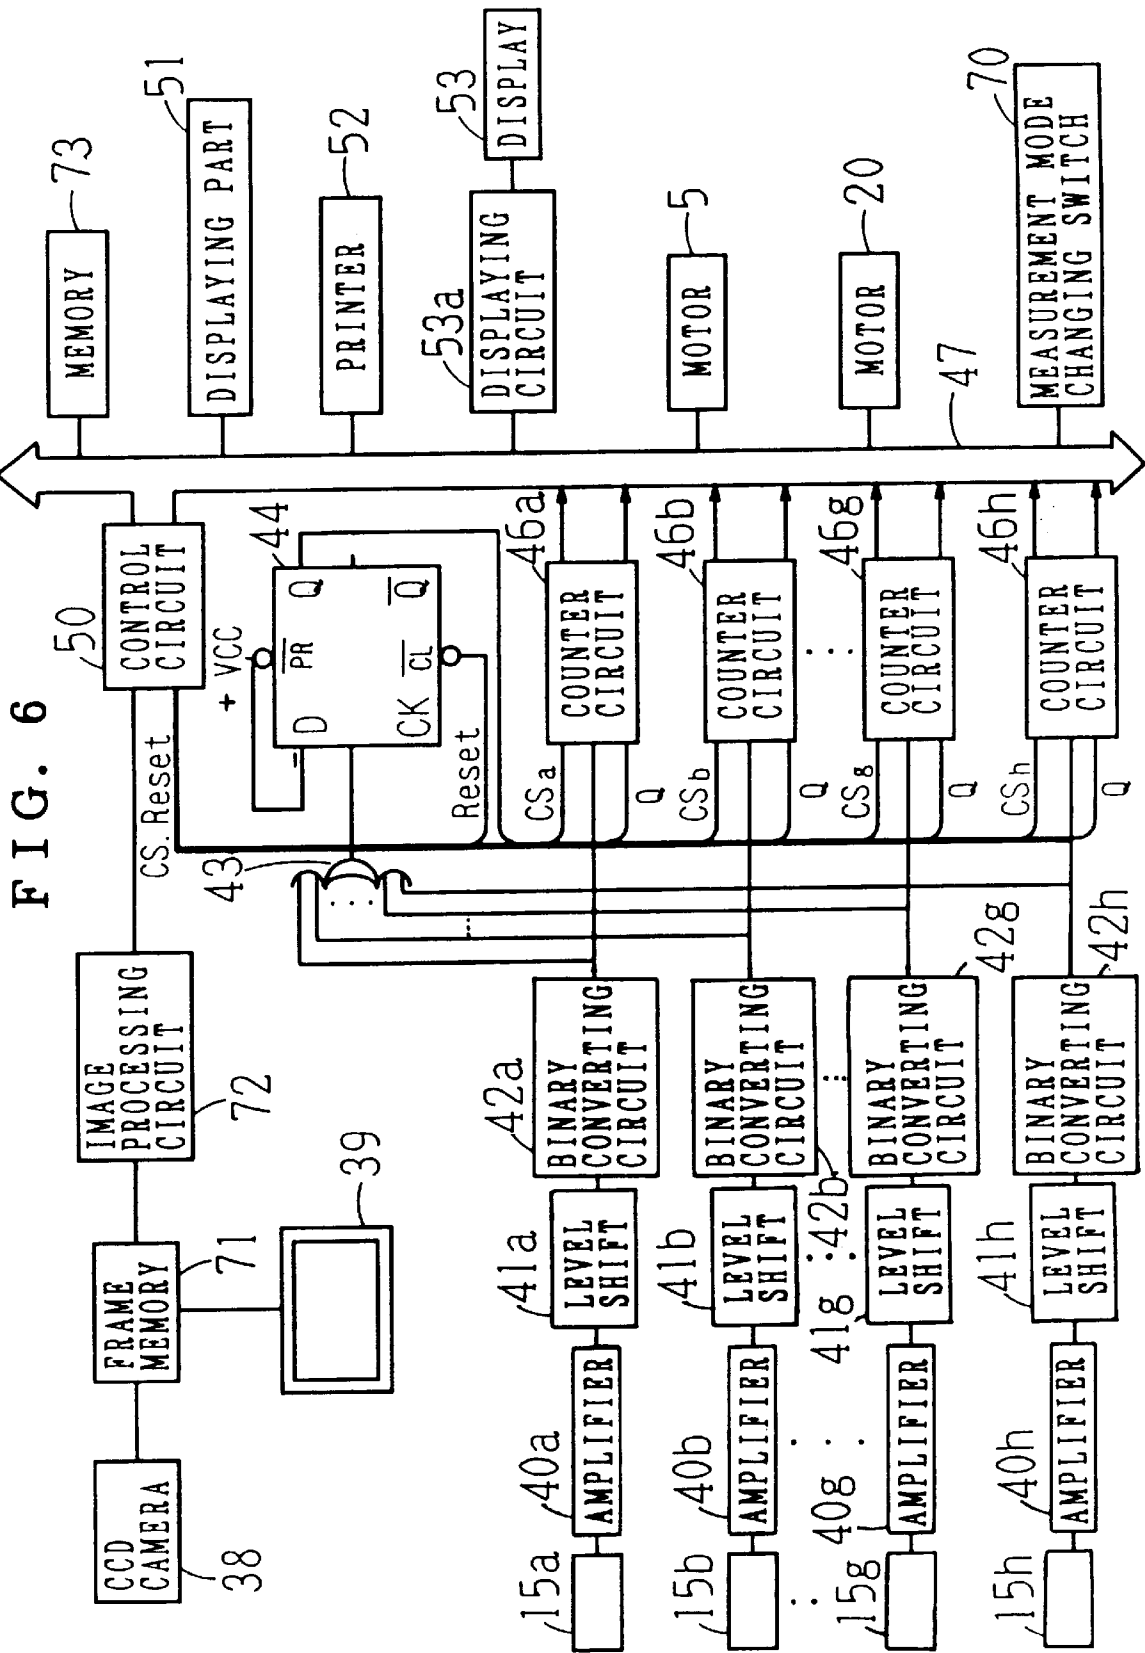 FIG. 6
CCD
CAMERA
38
FRAME
MEMORY
71
39
IMAGE
PROCESSING
CIRCUIT
72
CS.Reset
50
CONTROL
CIRCUIT
MEMORY
73
DISPLAYING PART
51
PRINTER
52
53a
DISPLAYING
CIRCUIT
53
DISPLAY
MOTOR
5
MOTOR
20
MEASUREMENT MODE
CHANGING SWITCH
70
47
43
+ VCC
44
D
PR
Q
CK
CL
Q
Reset
15a
40a
AMPLIFIER
41a
LEVEL
SHIFT
42a
BINARY
CONVERTING
CIRCUIT
CSa
Q
COUNTER
CIRCUIT
46a
15b
40b
AMPLIFIER
41b
LEVEL
SHIFT
42b
BINARY
CONVERTING
CIRCUIT
CSb
Q
COUNTER
CIRCUIT
46b
15g
40g
AMPLIFIER
41g
LEVEL
SHIFT
42g
BINARY
CONVERTING
CIRCUIT
CSg
Q
COUNTER
CIRCUIT
46g
15h
40h
AMPLIFIER
41h
LEVEL
SHIFT
42h
BINARY
CONVERTING
CIRCUIT
CSh
Q
COUNTER
CIRCUIT
46h